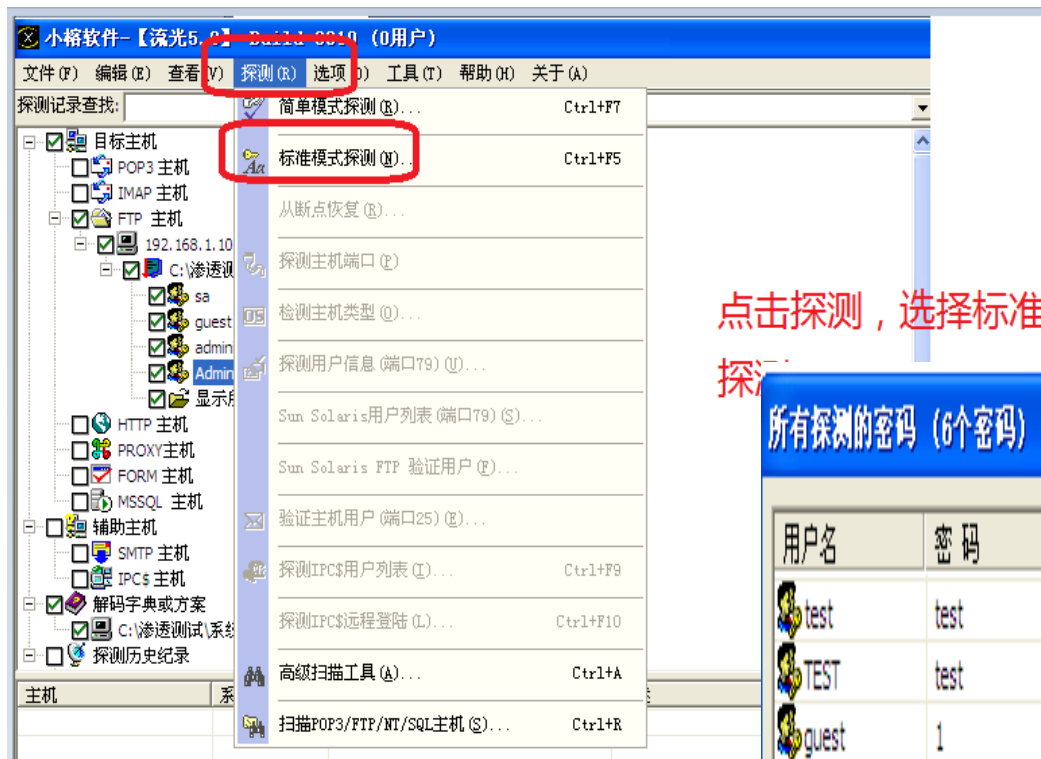 小榕软件-【流光5.0】 Build 3310 (0用户)
文件(F) 编辑(E) 查看(V) 探测(R) 选项(O) 工具(T) 帮助(H) 关于(A)
探测记录查找:
简单模式探测(R)... Ctrl+F7
标准模式探测(N)... Ctrl+F5
从断点恢复(R)...
探测主机端口(P)
检测主机类型(O)...
探测用户信息(端口79)(U)...
Sun Solaris用户列表(端口79)(S)...
Sun Solaris FTP 验证用户(F)...
验证主机用户(端口25)(E)...
探测IPC$用户列表(I)... Ctrl+F9
探测IPC$远程登陆(L)... Ctrl+F10
高级扫描工具(A)... Ctrl+A
扫描POP3/FTP/NT/SQL主机(S)... Ctrl+R
目标主机
POP3主机
IMAP 主机
FTP 主机
192.168.1.10
C:\渗透测
sa
guest
admin
Admin
显示所
HTTP 主机
PROXY主机
FORM 主机
MSSQL 主机
辅助主机
SMTP 主机
IPC$ 主机
解码字典或方案
C:\渗透测试\系统
探测历史纪录
主机
点击探测，选择标准
探
所有探测的密码 (6个密码)
用户名 密 码
test test
TEST test
guest 1